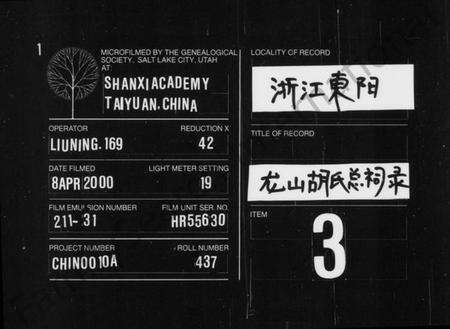 1
MICROFILMED BY THE GENEALOGICAL
SOCIETY, SALT LAKE CITY, UTAH
AT
SHANXI ACADEMY
TAIYUAN, CHINA
OPERATOR
REDUCTION X
LIUNING. 169
42
DATE FILMED
LIGHT METER SETTING
8 APR 2000
19
FILM EMULSION NUMBER
FILM UNIT SER. NO.
211-31
HR55630
PROJECT NUMBER
ROLL NUMBER
CHINO010A
437
LOCALITY OF RECORD
浙江東阳
TITLE OF RECORD
龙山胡氏总祠录
ITEM
3